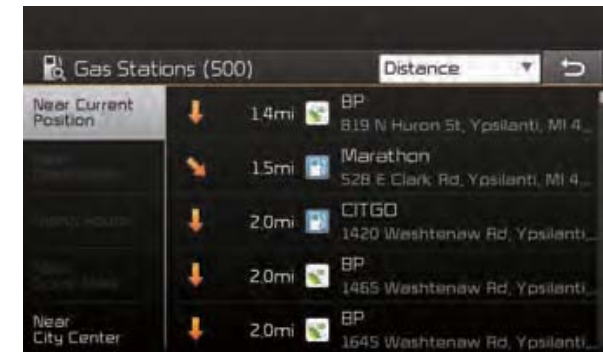 Gas Stations (500)
Distance
Near Current
Position
1.4mi
BP
819 N Huron St, Ypsilanti, MI 4...
1.5mi
Marathon
528 E Clark Rd, Ypsilanti, MI 4...
2.0mi
CITGO
1420 Washtenaw Rd, Ypsilanti,...
2.0mi
BP
1465 Washtenaw Rd, Ypsilanti,...
Near
City Center
2.0mi
BP
1645 Washtenaw Rd, Ypsilanti,...